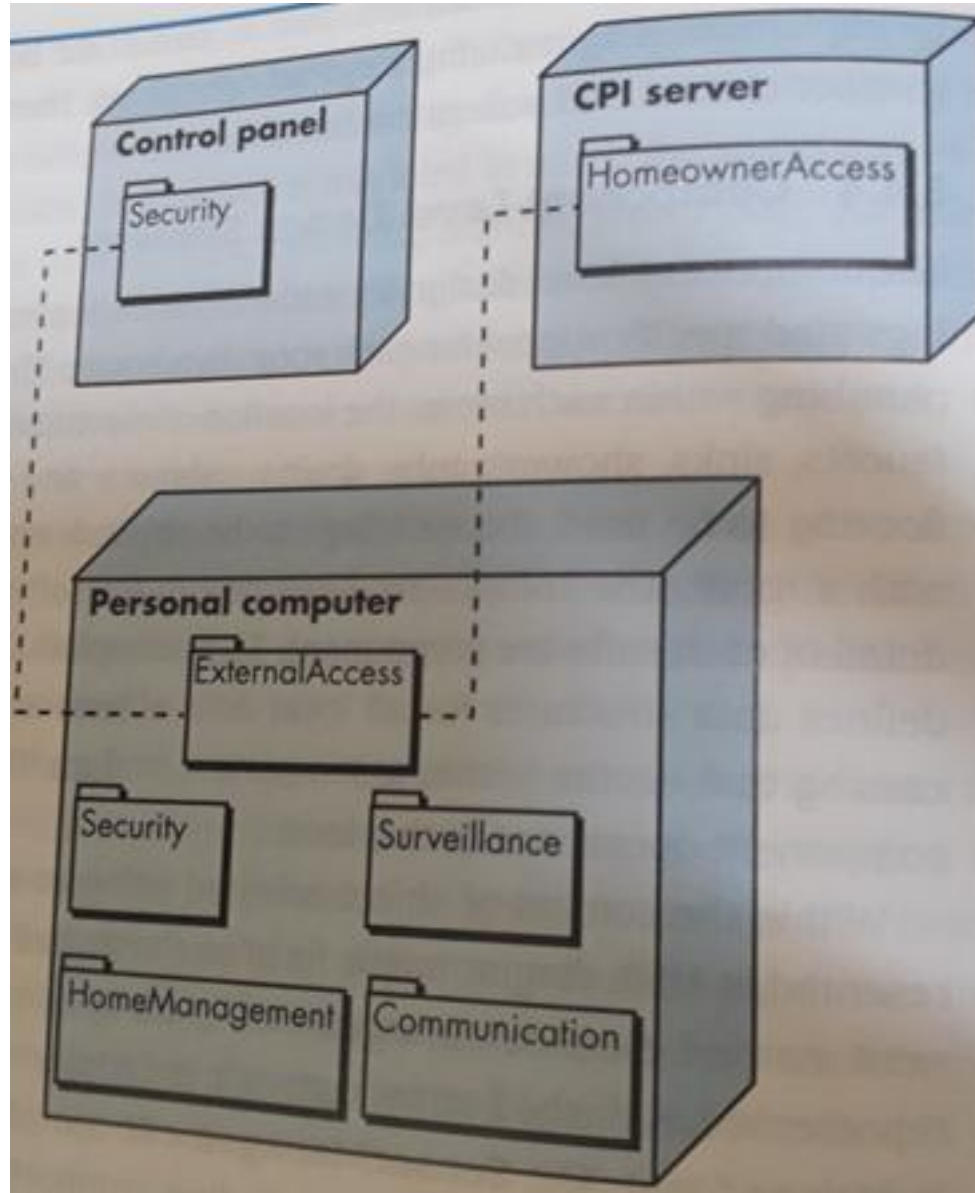 Control panel
Security
CPI server
HomeownerAccess
Personal computer
ExternalAccess
Security
Surveillance
HomeManagement
Communication